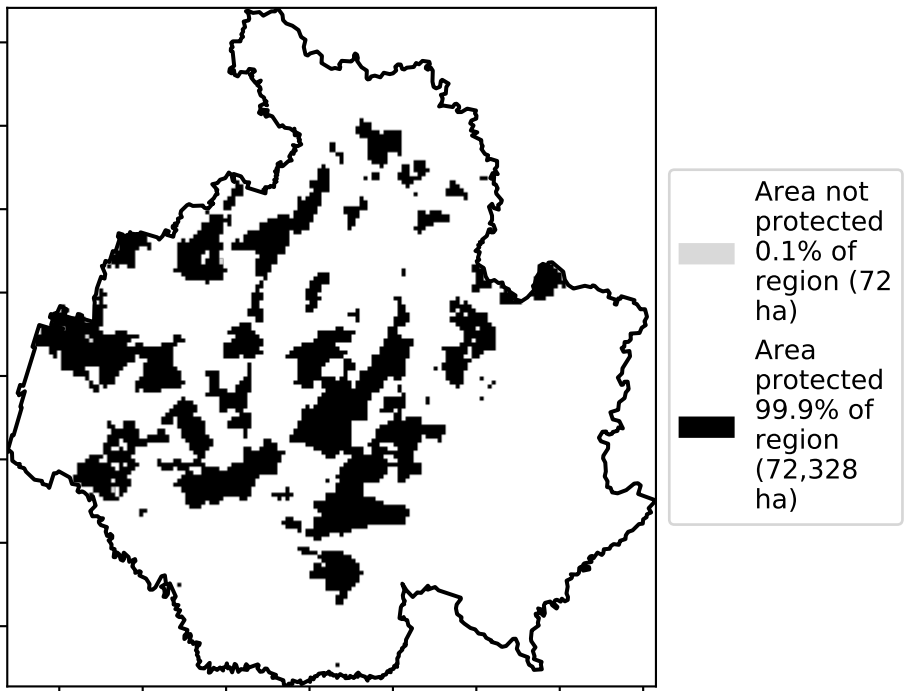 Area not
protected
0.1% of
region (72
ha)
Area
protected
99.9% of
region
(72,328
ha)